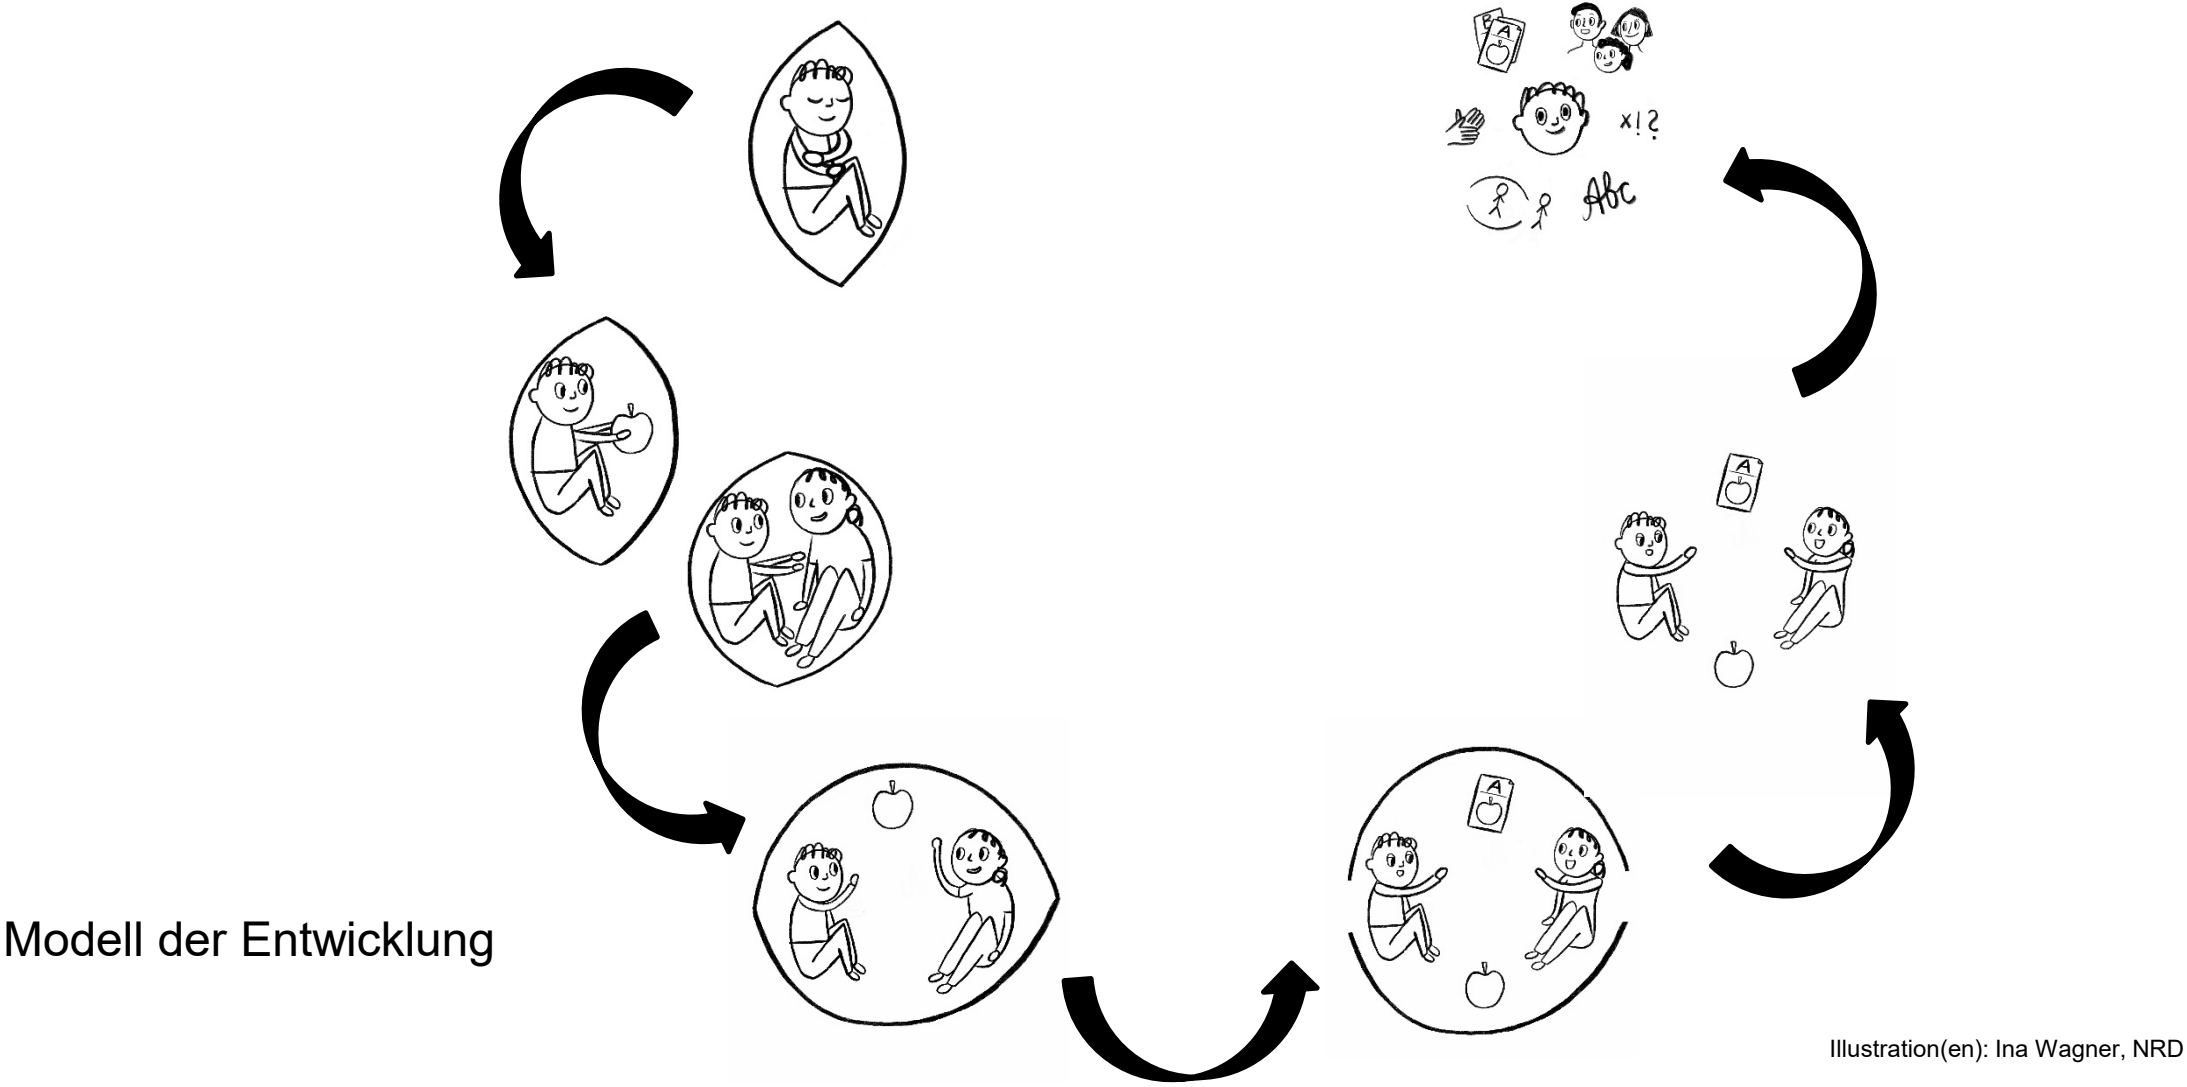 B
A
x!?
Abc
A
A
Modell der Entwicklung
Illustration(en): Ina Wagner, NRD